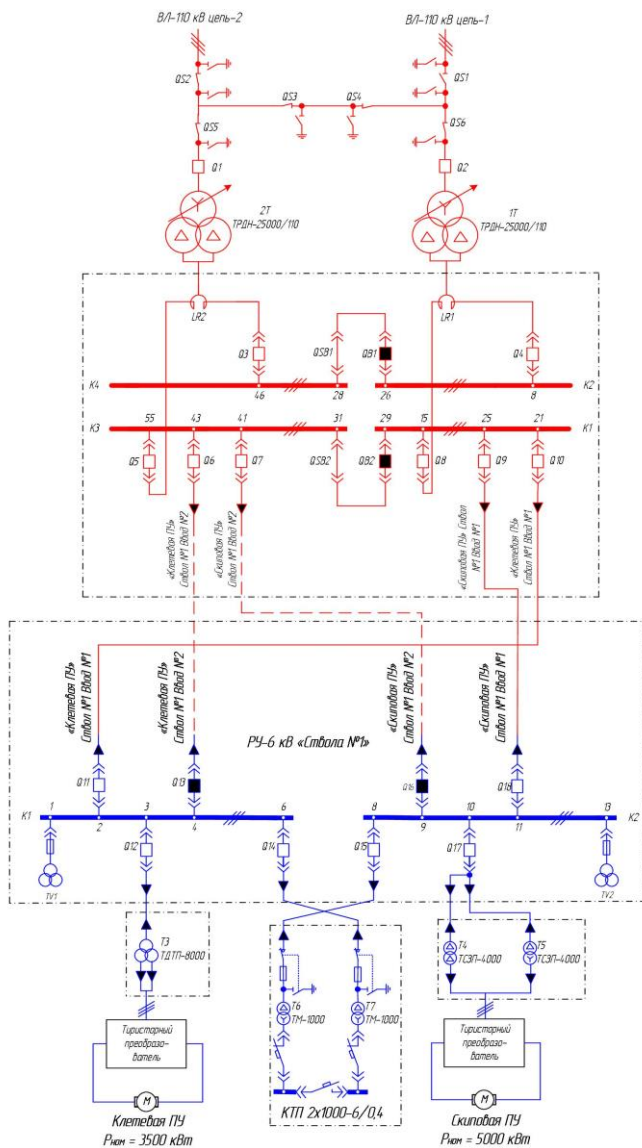 ВЛ-110 кВ цепь-2
ВЛ-110 кВ цепь-1
QS2
QS1
QS3
QS4
QS5
QS6
Q1
Q2
2Т
ТРДН-25000/110
1Т
ТРДН-25000/110
LR2
LR1
Q3
QSB1
QB1
Q4
К4
46
28
26
8
К2
К3
55
43
41
31
29
15
25
21
К1
Q5
Q6
Q7
QSB2
QB2
Q8
Q9
Q10
«Клетевая ПУ»
Ствол №1 Ввод №2
«Скиповая ПУ»
Ствол №1 Ввод №2
«Скиповая ПУ» Ствол
№1 Ввод №1
«Клетевая ПУ»
Ствол №1 Ввод №1
«Клетевая ПУ»
Ствол №1 Ввод №1
«Клетевая ПУ»
Ствол №1 Ввод №2
«Скиповая ПУ»
Ствол №1 Ввод №2
«Скиповая ПУ»
Ствол №1 Ввод №1
РУ-6 кВ «Ствола №1»
Q11
Q13
Q16
Q18
К1
1
2
3
4
6
8
9
10
11
13
К2
Q12
Q14
Q15
Q17
TV1
TV2
Т3
ТДТП-8000
Т4
ТСЗП-4000
Т5
ТСЗП-4000
Т6
ТМ-1000
Т7
ТМ-1000
Тиристорный
преобразо-
ватель
Тиристорный
преобразо-
ватель
М
М
КТП 2х1000-6/0,4
Клетевая ПУ
Рном = 3500 кВт
Скиповая ПУ
Рном = 5000 кВт